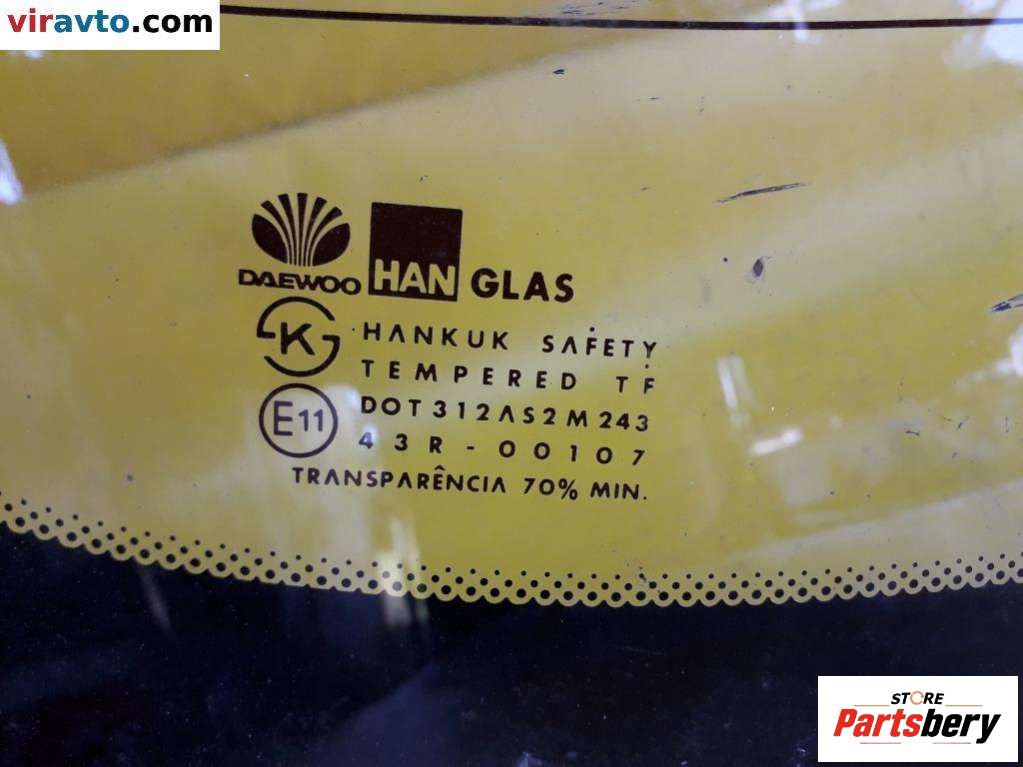 viravto.com
DAEWOO HAN GLAS
K HANKUK SAFETY
TEMPERED TF
E11 DOT312AS2M243
43R-00107
TRANSPARÊNCIA 70% MIN.
STORE
Partsbery